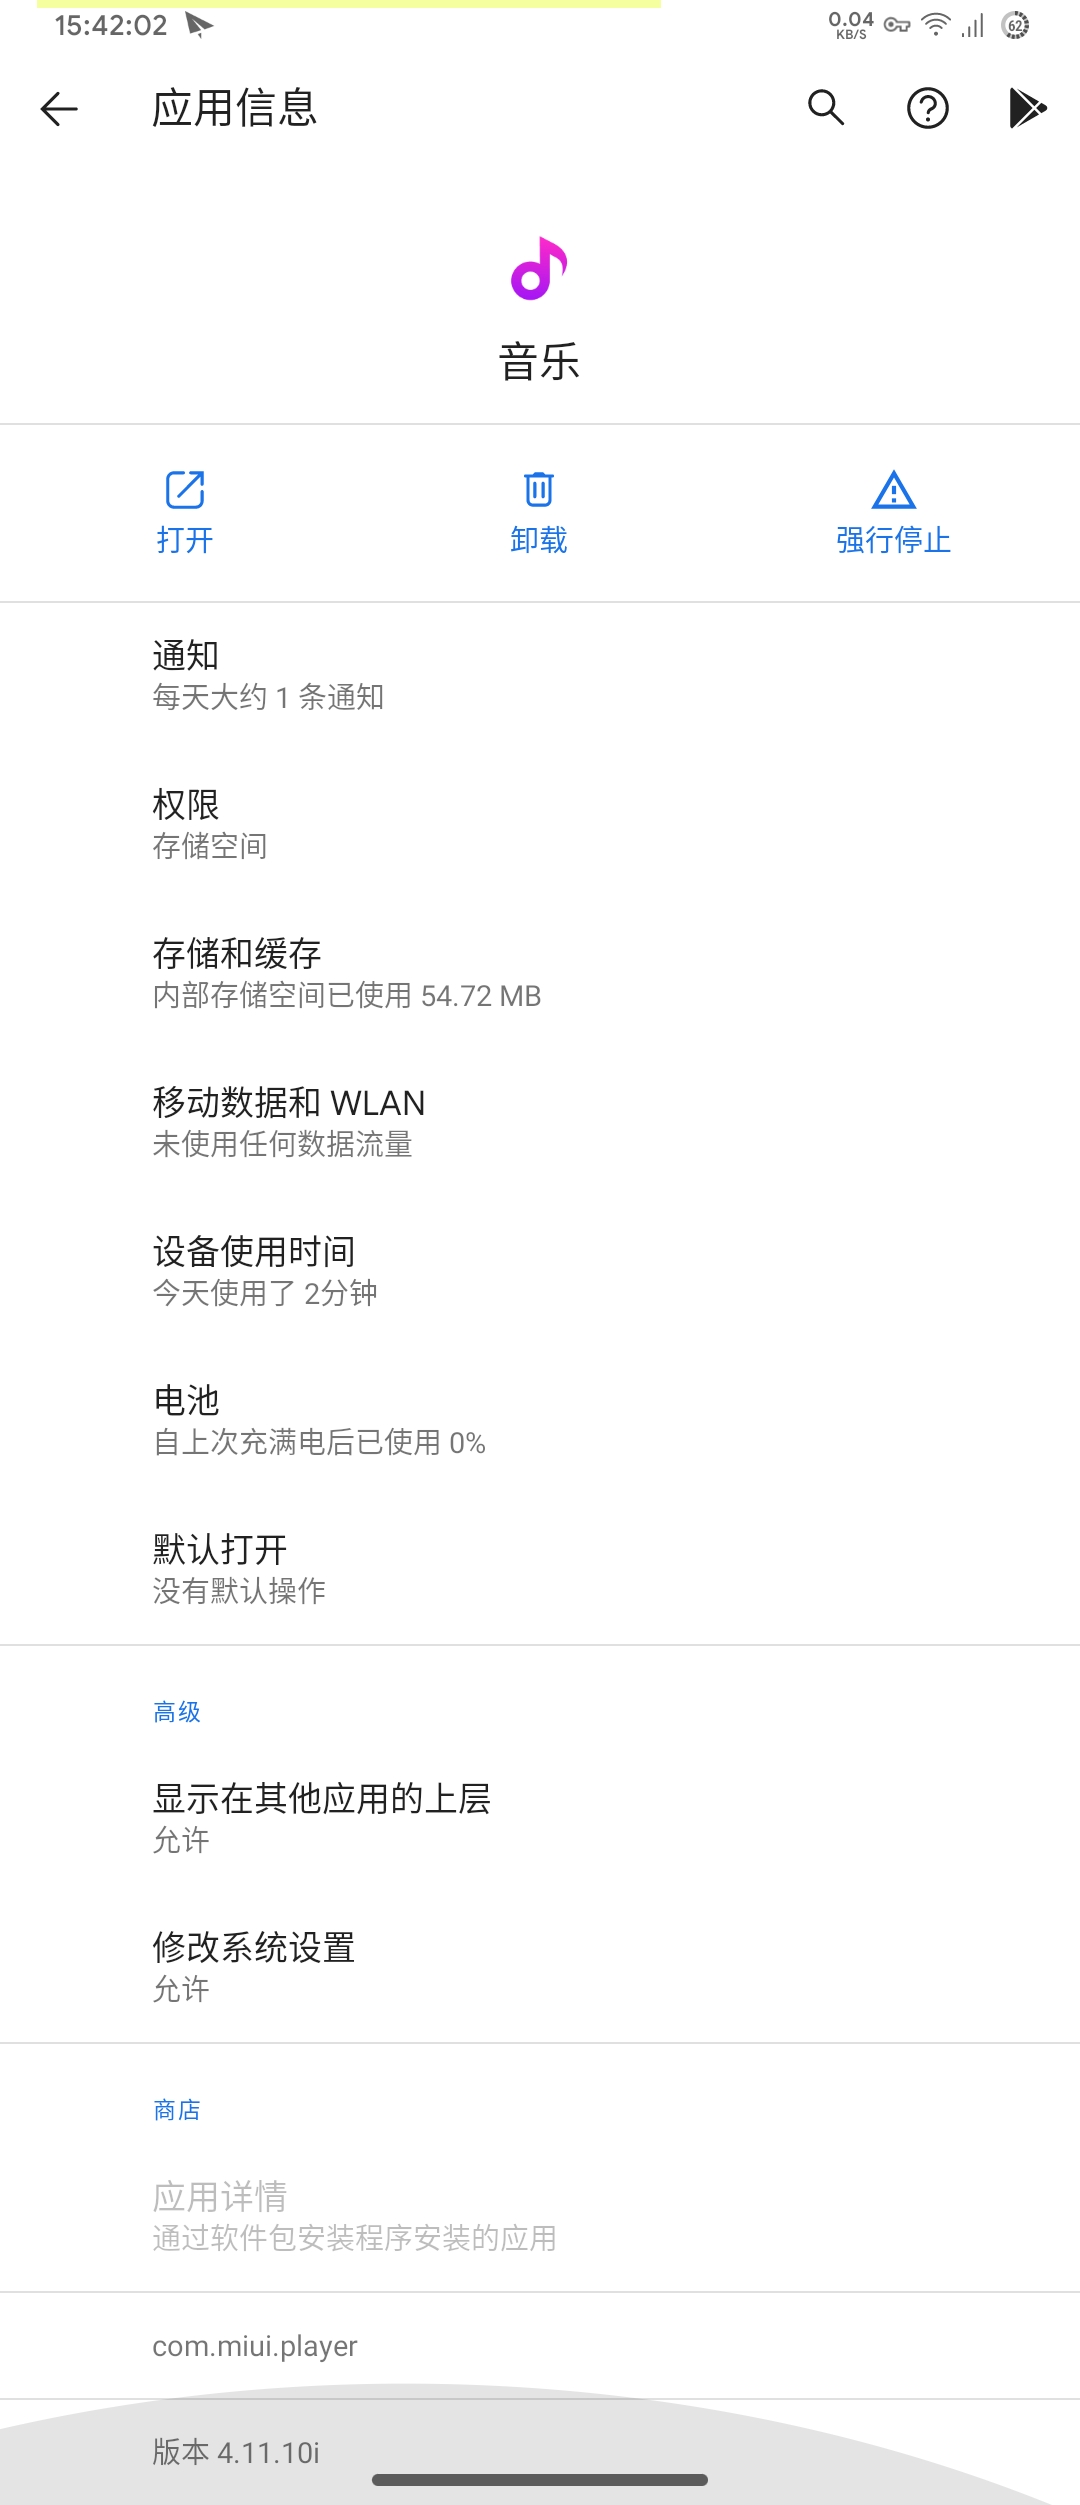 15:42:02
0.04
KB/S
62
应用信息
音乐
打开
卸载
强行停止
通知
每天大约 1 条通知
权限
存储空间
存储和缓存
内部存储空间已使用 54.72 MB
移动数据和 WLAN
未使用任何数据流量
设备使用时间
今天使用了 2分钟
电池
自上次充满电后已使用 0%
默认打开
没有默认操作
高级
显示在其他应用的上层
允许
修改系统设置
允许
商店
应用详情
通过软件包安装程序安装的应用
com.miui.player
版本 4.11.10i